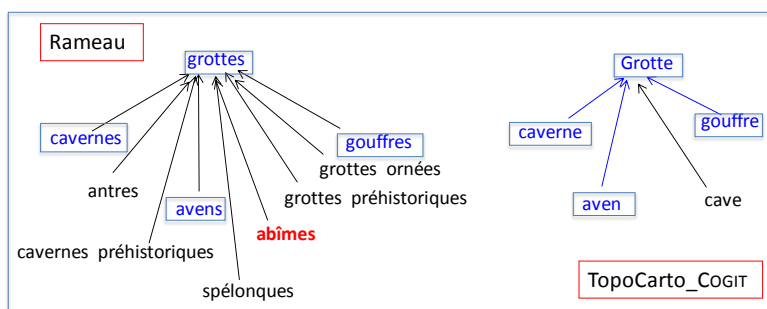 Rameau
grottes
Grotte
cavernes
gouffres
caverne
gouffre
grottes ornées
antres
grottes préhistoriques
cave
avens
aven
abîmes
cavernes préhistoriques
TopoCarto_COGIT
spélonques